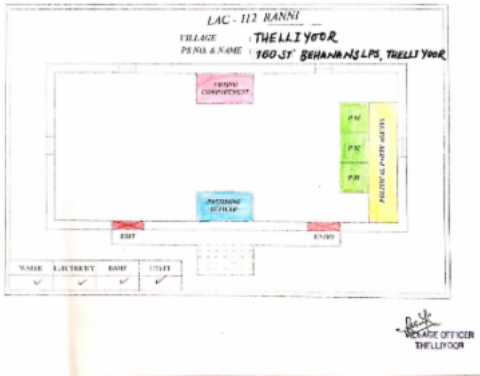 LAC - 112 RANNI
VILLAGE : THELLIYOOR
PS NO. & NAME : 160 ST BEHANANS LPS, THELLIYOOR
VOTING
COMPARTMENT
POLITICAL PARTY AGENTS
PRESIDING
OFFICER
EXIT
ENTRY
WATER ELECTRICITY RAMP TOILET
✓ ✓ ✓ ✓
VILLAGE OFFICER
THELLIYOOR